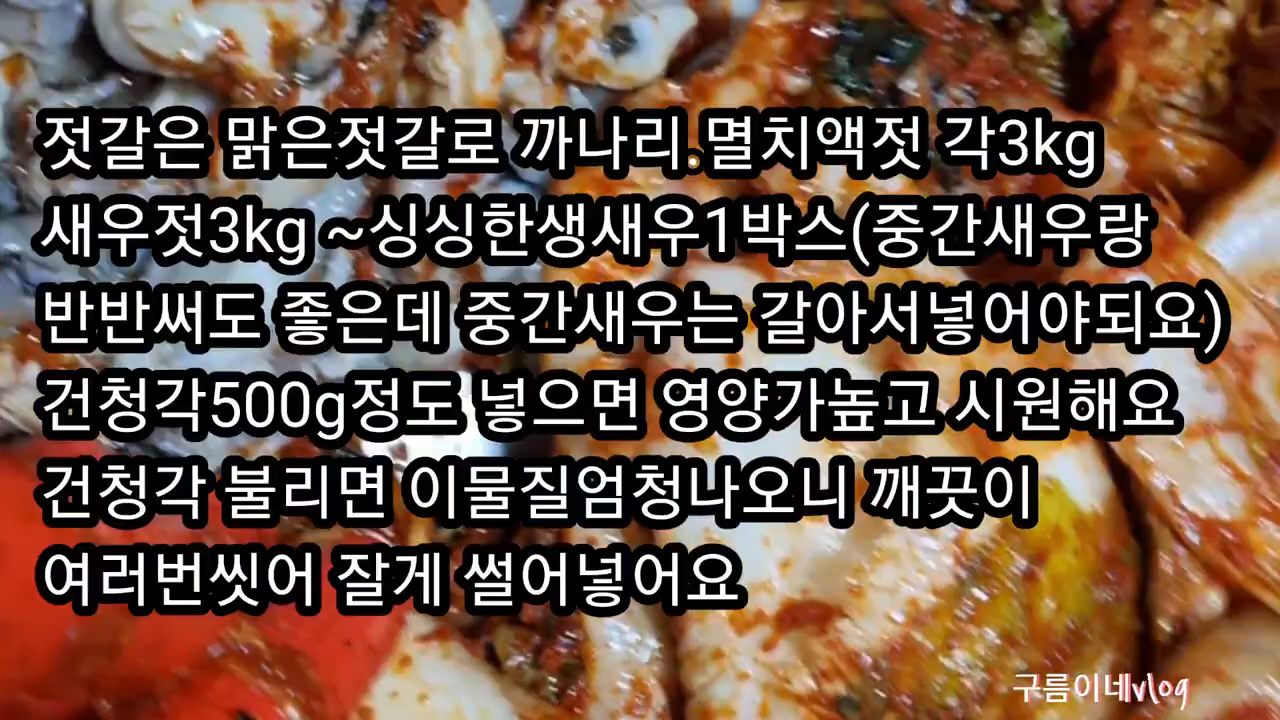 젓갈은 맑은젓갈로 까나리.멸치액젓 각3kg
새우젓3kg ~싱싱한생새우1박스(중간새우랑
반반써도 좋은데 중간새우는 갈아서넣어야되요)
건청각500g정도 넣으면 영양가높고 시원해요
건청각 불리면 이물질엄청나오니 깨끗이
여러번씻어 잘게 썰어넣어요
구름이네vlog